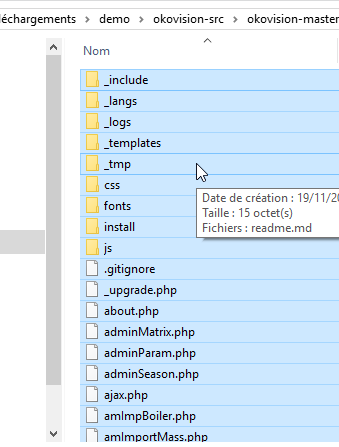 léchargements > demo > okovision-src > okovision-master
Nom
_include
_langs
_logs
_templates
_tmp
css
Date de création : 19/11/20
fonts
Taille : 15 octet(s)
install
Fichiers : readme.md
js
.gitignore
_upgrade.php
about.php
adminMatrix.php
adminParam.php
adminSeason.php
ajax.php
amImpBoiler.php
amImportMass.php